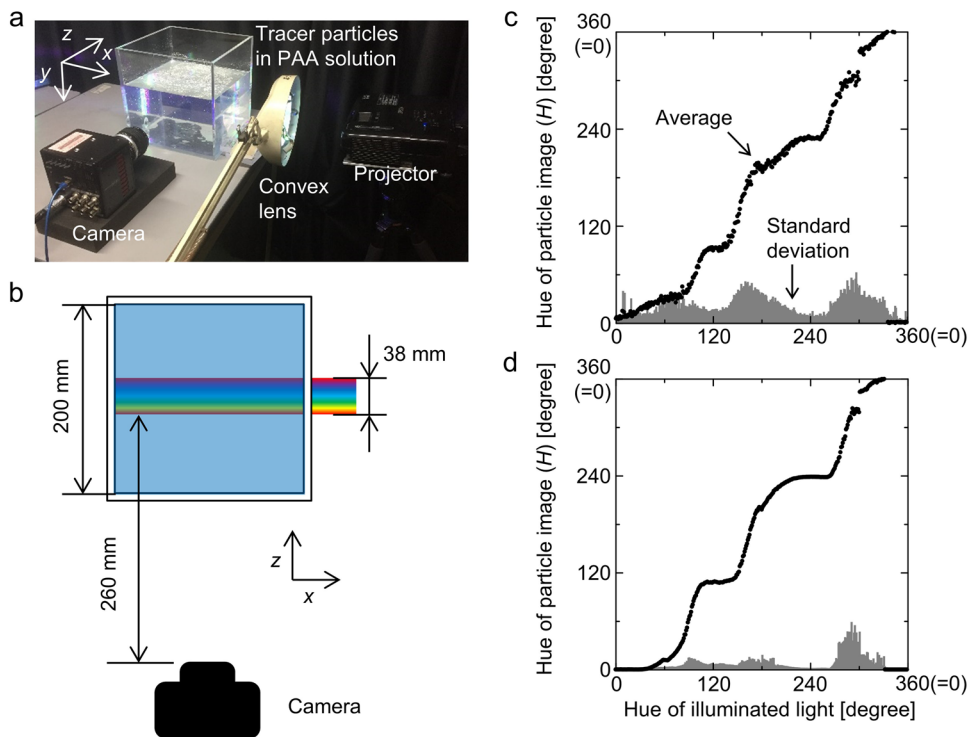 a
z
x
y
Tracer particles
in PAA solution
Convex
lens
Projector
Camera
b
200 mm
38 mm
260 mm
z
x
Camera
c
360
(=0)
240
120
0
0
120
240
360(=0)
Hue of particle image (H) [degree]
Average
Standard
deviation
d
360
(=0)
240
120
0
0
120
240
360(=0)
Hue of particle image (H) [degree]
Hue of illuminated light [degree]